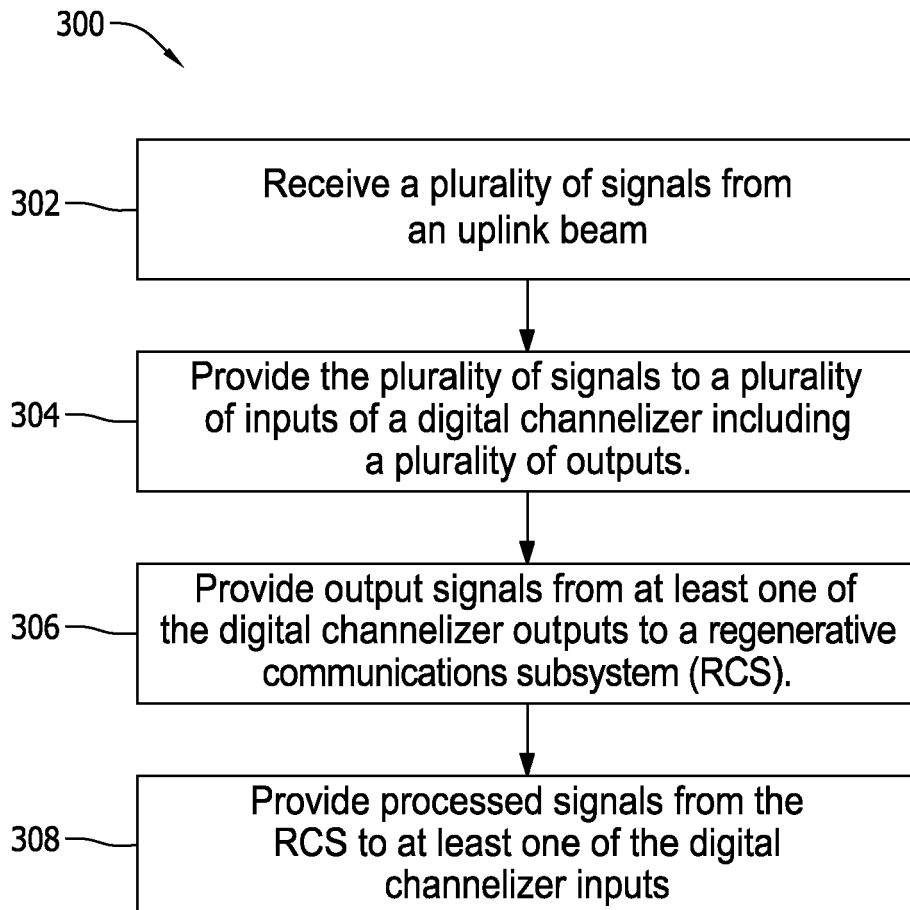 300
302
Receive a plurality of signals from
an uplink beam
304
Provide the plurality of signals to a plurality
of inputs of a digital channelizer including
a plurality of outputs.
306
Provide output signals from at least one of
the digital channelizer outputs to a regenerative
communications subsystem (RCS).
308
Provide processed signals from the
RCS to at least one of the digital
channelizer inputs